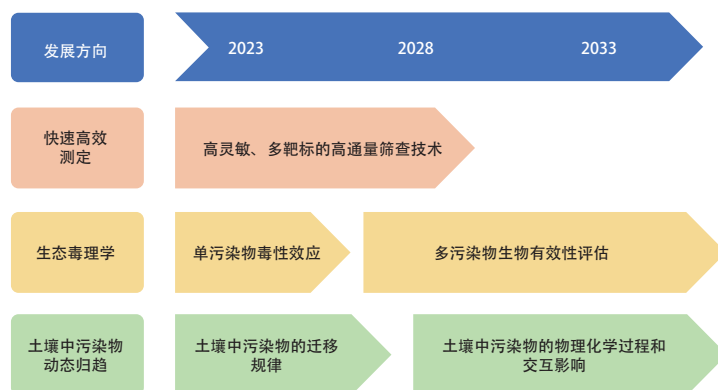 发展方向
2023
2028
2033
快速高效
测定
高灵敏、多靶标的高通量筛查技术
生态毒理学
单污染物毒性效应
多污染物生物有效性评估
土壤中污染物
动态归趋
土壤中污染物的迁移
规律
土壤中污染物的物理化学过程和
交互影响